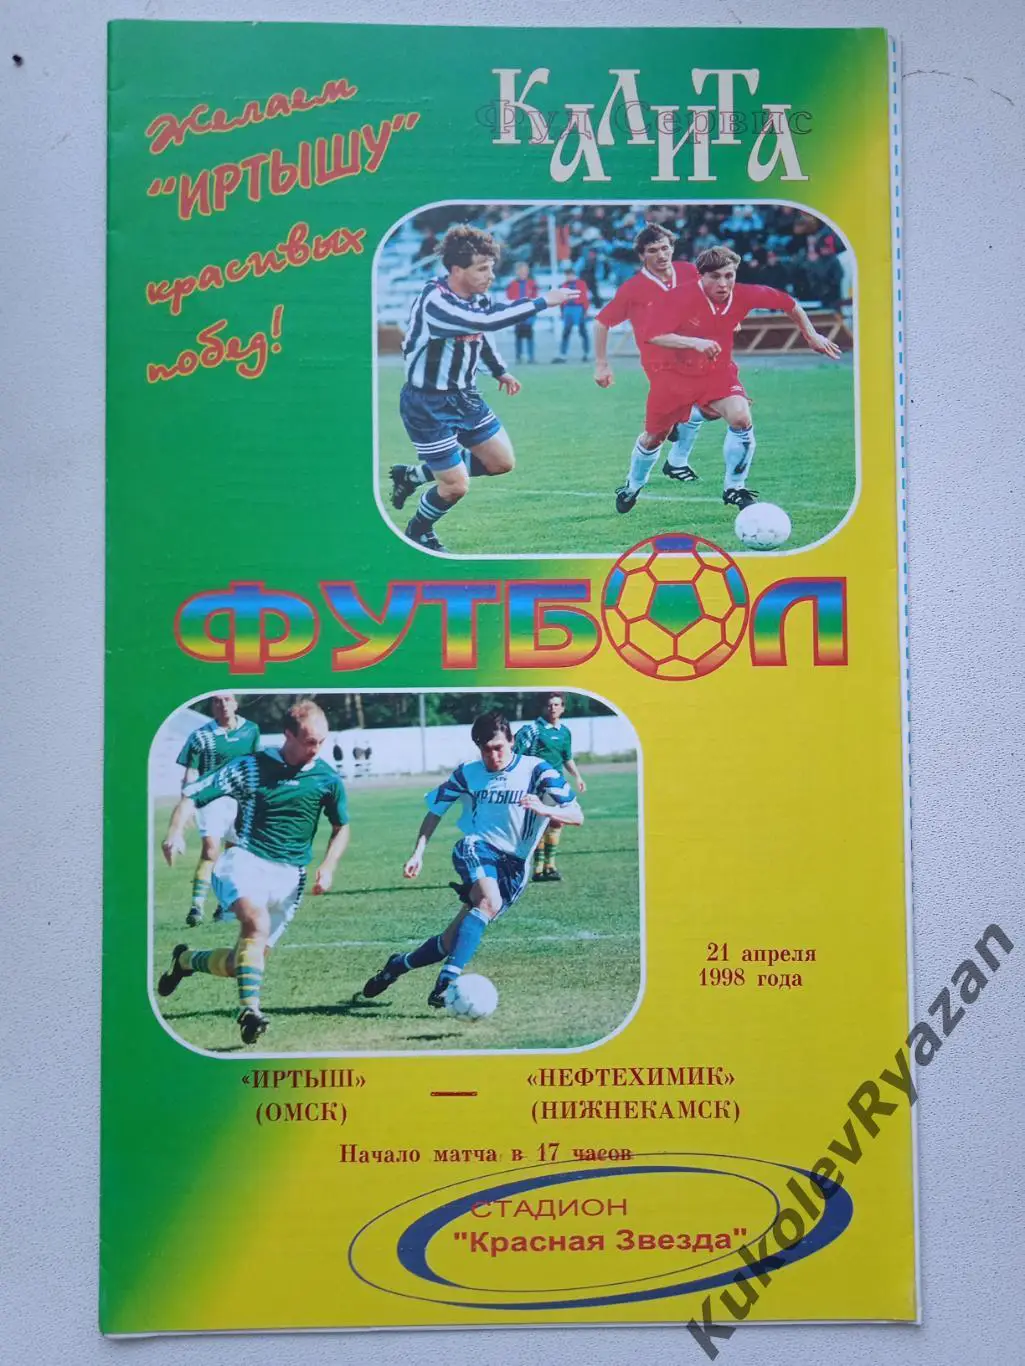 Желаем
"ИРТЫШУ"
красивых
побед!
КАЛИТА
Фуд Сервис
ФУТБОЛ
ИРТЫШ
21 апреля
1998 года
«ИРТЫШ» — «НЕФТЕХИМИК»
(ОМСК) (НИЖНЕКАМСК)
Начало матча в 17 часов
СТАДИОН
"Красная Звезда"
KukolevRyazan